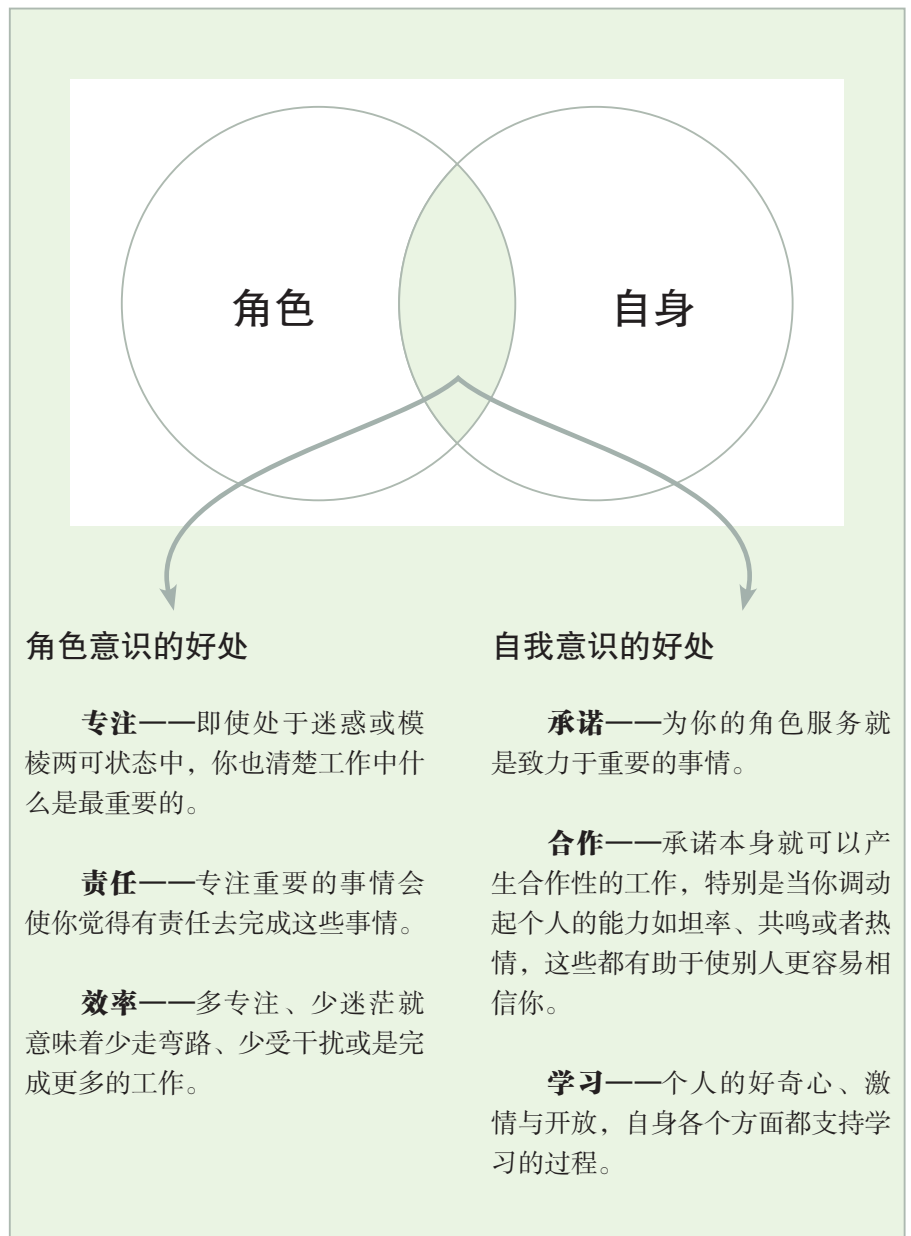 角色
自身
角色意识的好处
专注——即使处于迷惑或模
棱两可状态中，你也清楚工作中什
么是最重要的。
责任——专注重要的事情会
使你觉得有责任去完成这些事情。
效率——多专注、少迷茫就
意味着少走弯路、少受干扰或是完
成更多的工作。
自我意识的好处
承诺——为你的角色服务就
是致力于重要的事情。
合作——承诺本身就可以产
生合作性的工作，特别是当你调动
起个人的能力如坦率、共鸣或者热
情，这些都有助于使别人更容易相
信你。
学习——个人的好奇心、激
情与开放，自身各个方面都支持学
习的过程。